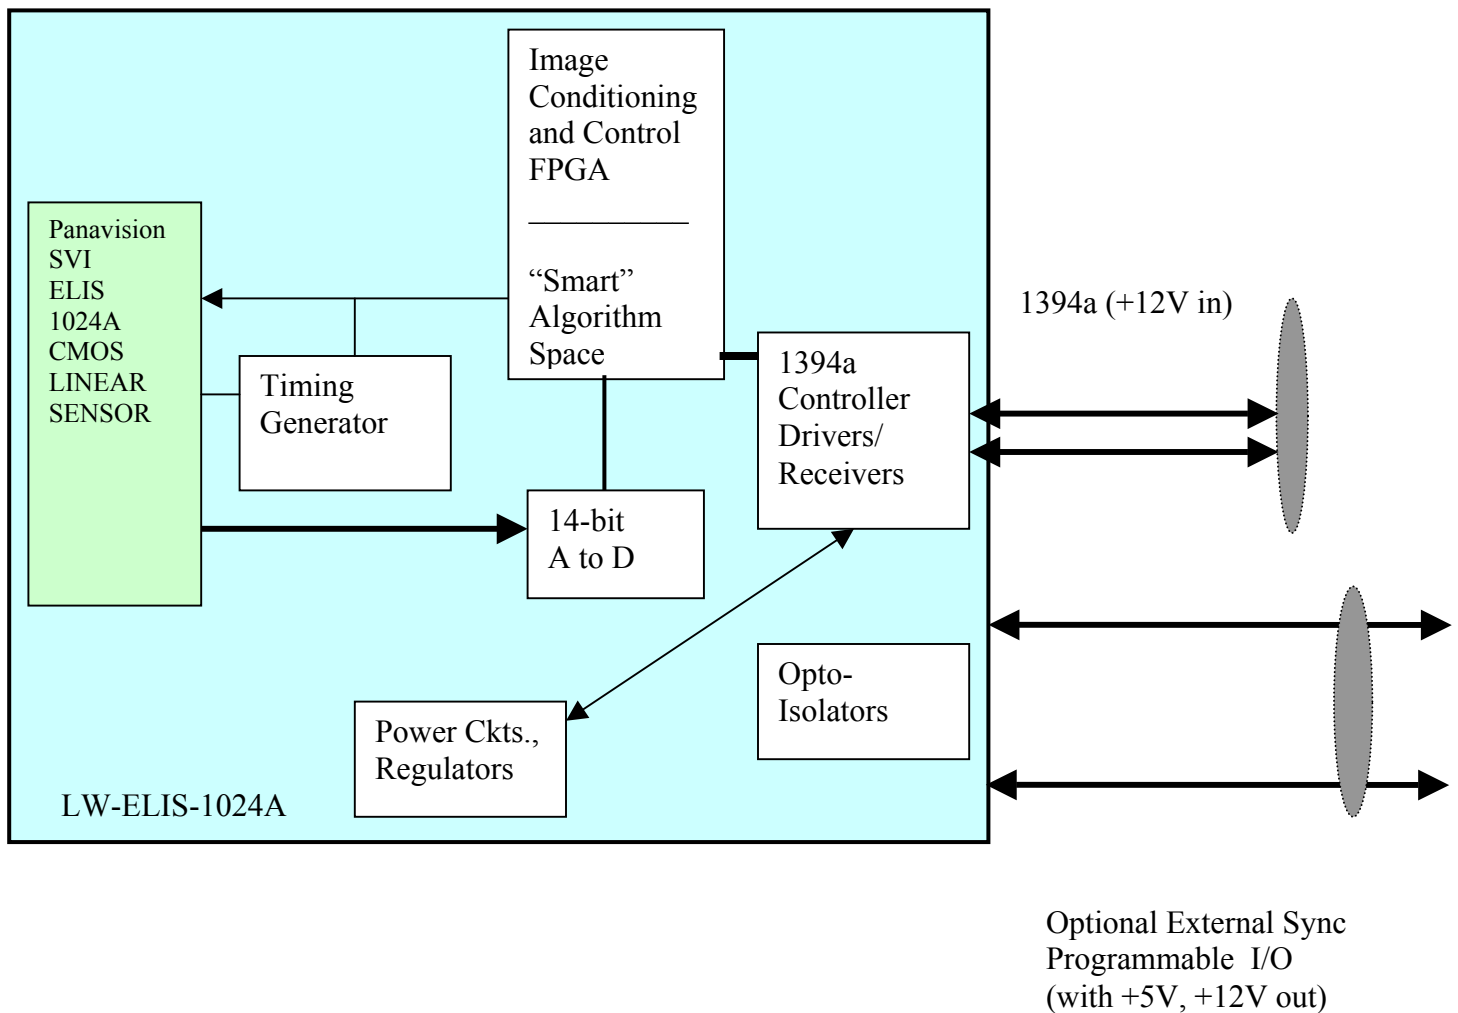 Image
Conditioning
and Control
FPGA
“Smart”
Algorithm
Space
Panavision
SVI
ELIS
1024A
CMOS
LINEAR
SENSOR
Timing
Generator
14-bit
A to D
1394a
Controller
Drivers/
Receivers
1394a (+12V in)
Opto-
Isolators
Power Ckts.,
Regulators
LW-ELIS-1024A
Optional External Sync
Programmable I/O
(with +5V, +12V out)